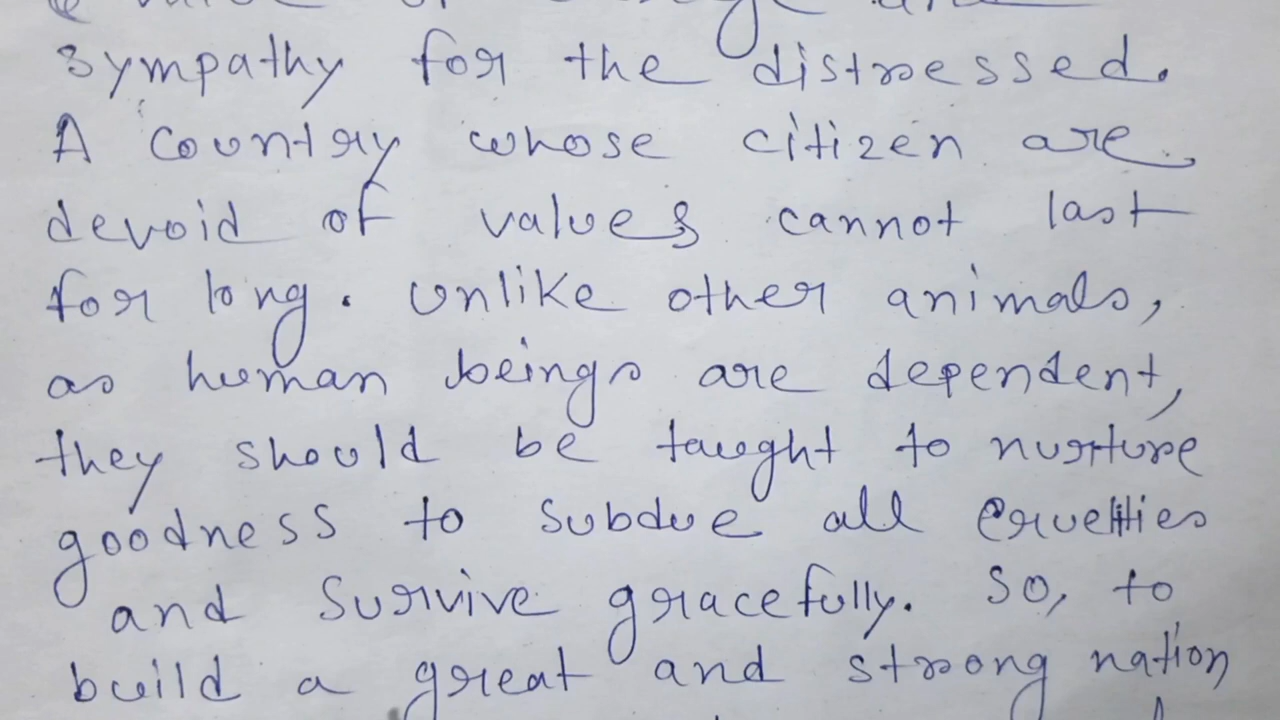 sympathy for the distressed.
A country whose citizen are
devoid of values cannot last
for long. Unlike other animals,
as human beings are dependent,
they should be taught to nurture
goodness to subdue all cruelties
and survive gracefully. So, to
build a great and strong nation